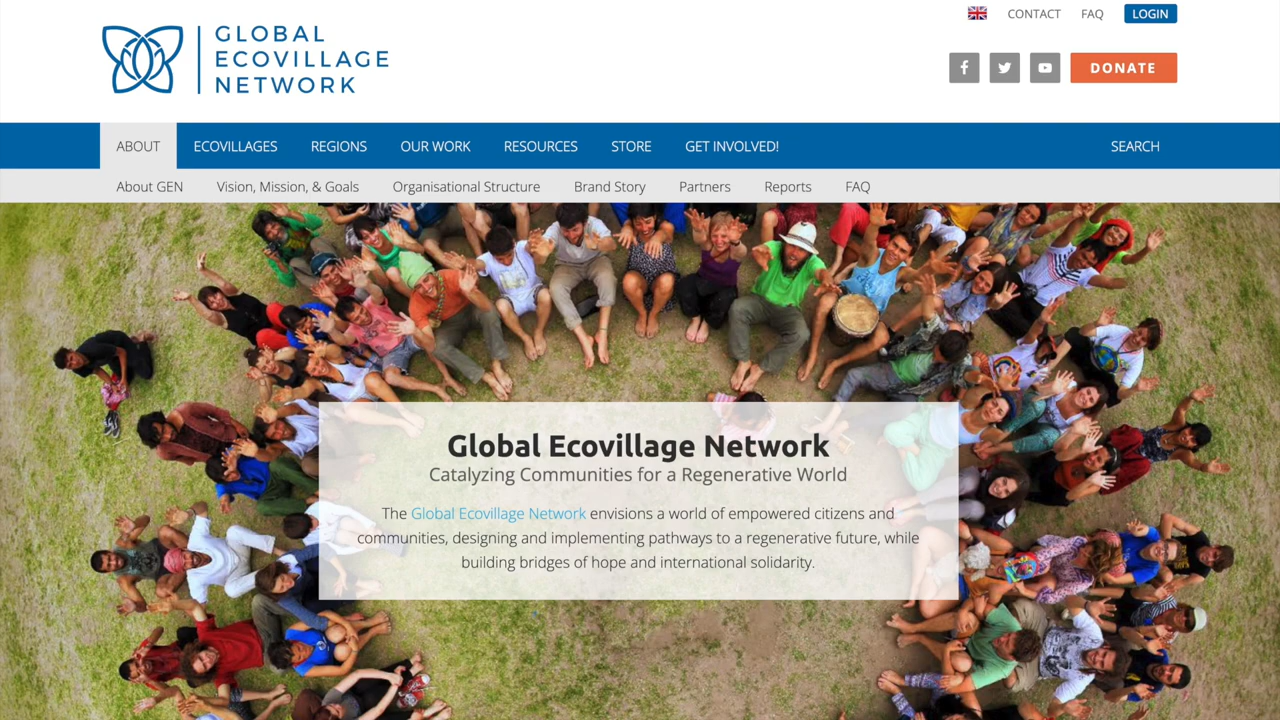 CONTACT FAQ LOGIN
GLOBAL
ECOVILLAGE
NETWORK
DONATE
ABOUT ECOVILLAGES REGIONS OUR WORK RESOURCES STORE GET INVOLVED! SEARCH
About GEN Vision, Mission, & Goals Organisational Structure Brand Story Partners Reports FAQ
Global Ecovillage Network
Catalyzing Communities for a Regenerative World
The Global Ecovillage Network envisions a world of empowered citizens and
communities, designing and implementing pathways to a regenerative future, while
building bridges of hope and international solidarity.